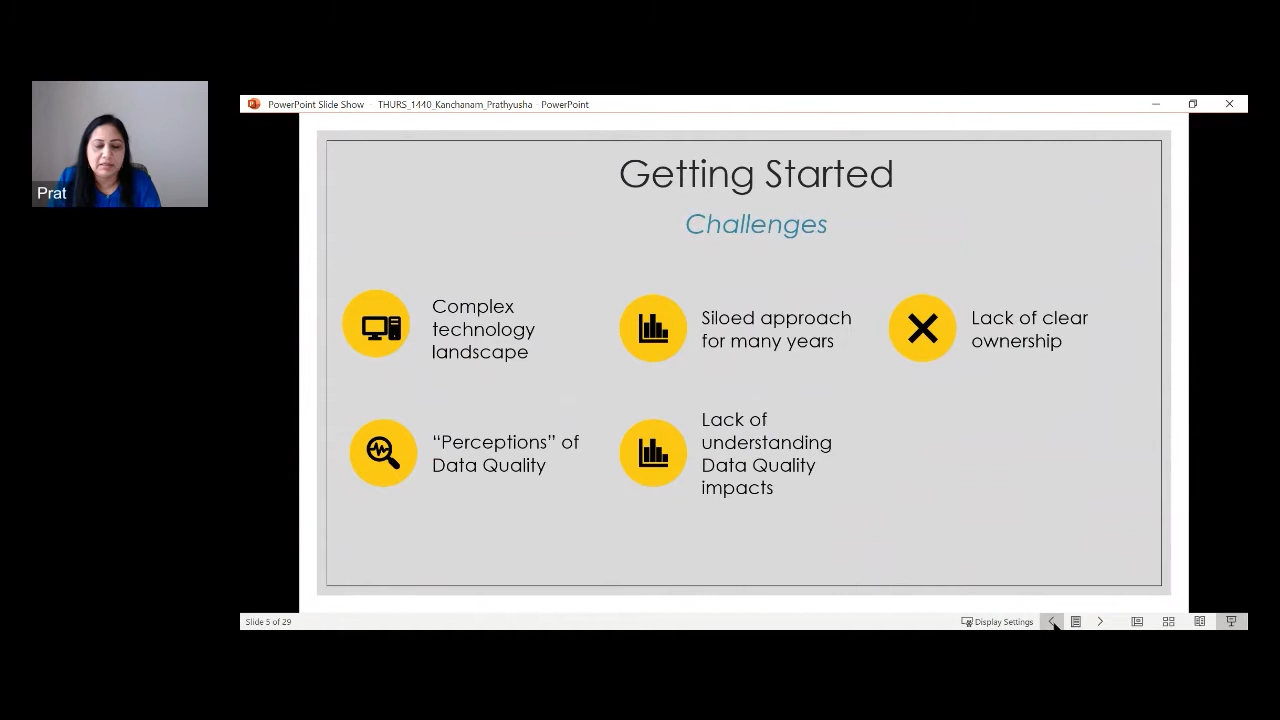 PowerPoint Slide Show - THURS_1440_Kanchanam_Prathyusha - PowerPoint
Prat
Getting Started
Challenges
Complex
technology
landscape
Siloed approach
for many years
Lack of clear
ownership
“Perceptions” of
Data Quality
Lack of
understanding
Data Quality
impacts
Slide 5 of 29
Display Settings